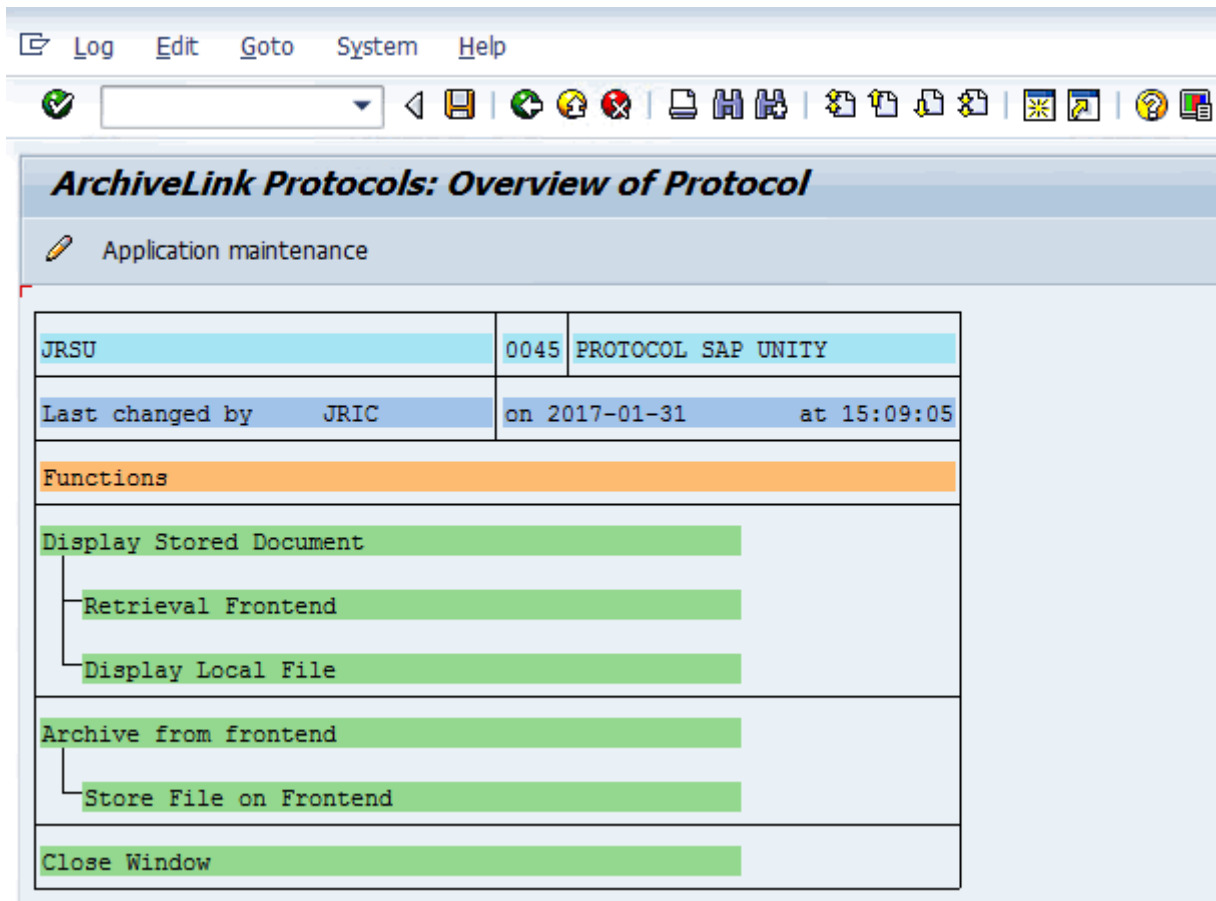 Log Edit Goto System Help
ArchiveLink Protocols: Overview of Protocol
Application maintenance
JRSU 0045 PROTOCOL SAP UNITY
Last changed by JRIC on 2017-01-31 at 15:09:05
Functions
Display Stored Document
Retrieval Frontend
Display Local File
Archive from frontend
Store File on Frontend
Close Window